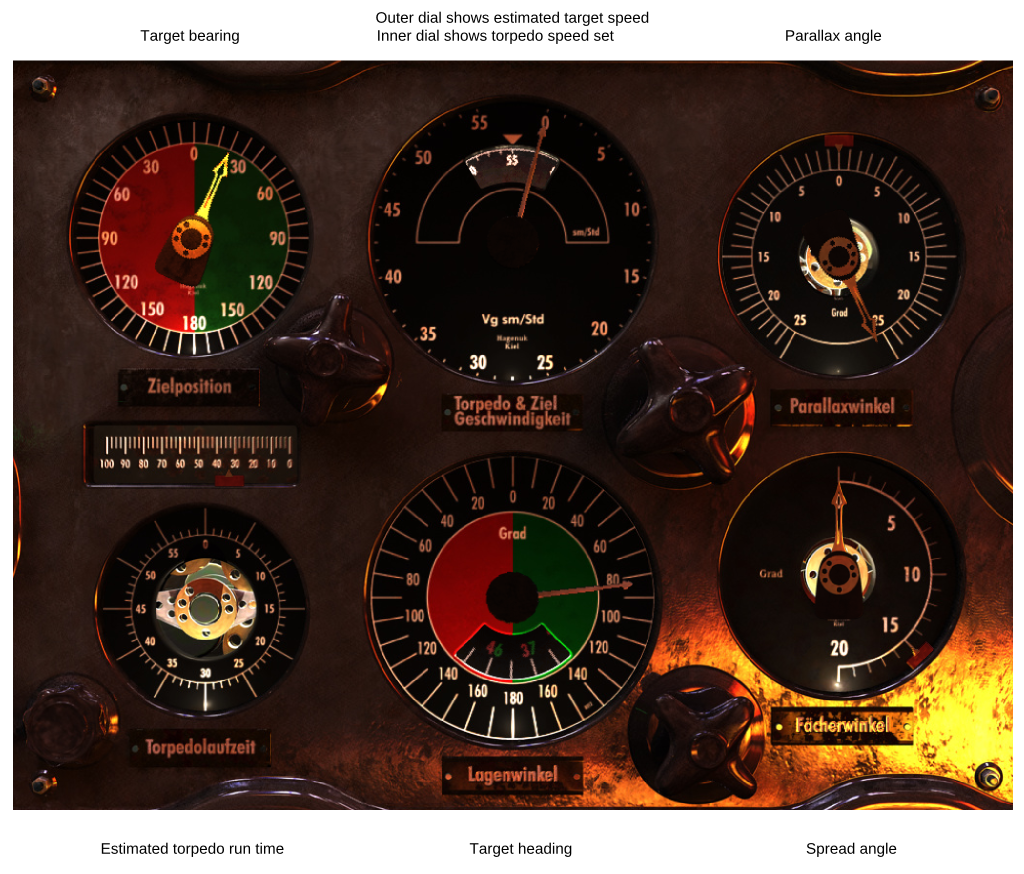 Outer dial shows estimated target speed
Target bearing
Inner dial shows torpedo speed set
Parallax angle
0
30
30
60
60
90
90
120
120
150
150
180
Hagenuk
Kiel
Zielposition
55
0
5
50
55
45
10
sm/Std
40
15
Vg sm/Std
35
20
Hagenuk
Kiel
30
25
Torpedo & Ziel
Geschwindigkeit
0
5
5
10
10
15
15
20
20
25
Grad
25
Parallaxwinkel
100 90 80 70 60 50 40 30 20 10 0
0
55
5
50
10
45
15
40
20
35
25
30
Torpedolaufzeit
0
20
20
40
40
Grad
60
60
80
80
100
100
120
46
37
120
140
140
160
160
180
Lagenwinkel
5
Grad
10
Kiel
15
20
Fächerwinkel
Estimated torpedo run time
Target heading
Spread angle